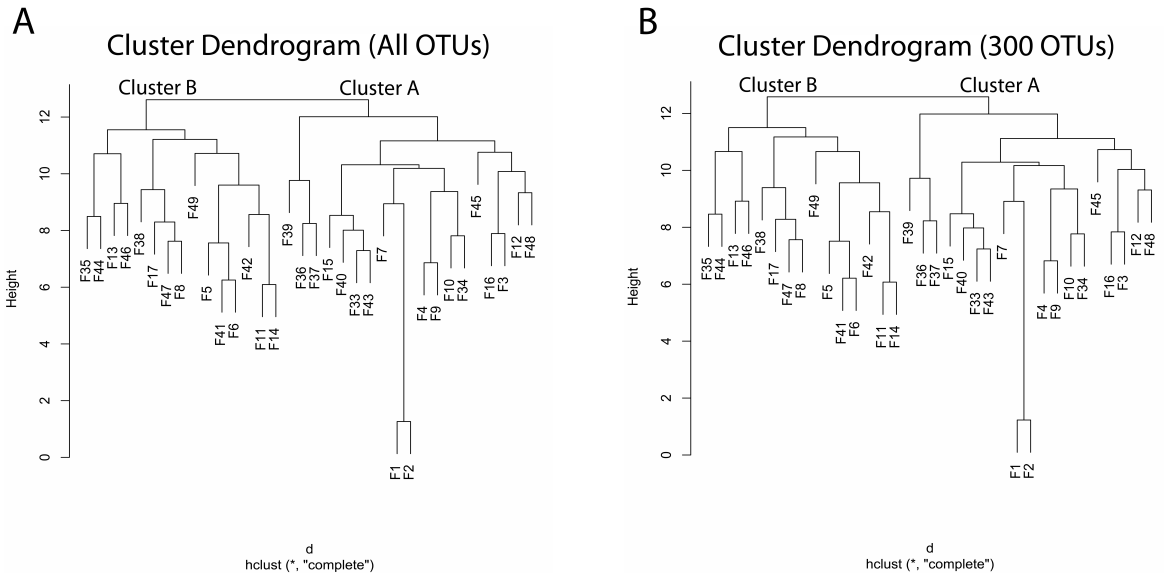 A
Cluster Dendrogram (All OTUs)
Cluster B
Cluster A
Height
12
10
8
6
4
2
0
F35
F44
F13
F46
F38
F17
F47
F8
F49
F5
F41
F6
F42
F11
F14
F39
F36
F37
F15
F40
F33
F43
F7
F1
F2
F4
F9
F10
F34
F45
F16
F3
F12
F48
d
hclust (*, "complete")
B
Cluster Dendrogram (300 OTUs)
Cluster B
Cluster A
Height
12
10
8
6
4
2
0
F35
F44
F13
F46
F38
F17
F47
F8
F49
F5
F41
F6
F42
F11
F14
F39
F36
F37
F15
F40
F33
F43
F7
F1
F2
F4
F9
F10
F34
F45
F16
F3
F12
F48
d
hclust (*, "complete")